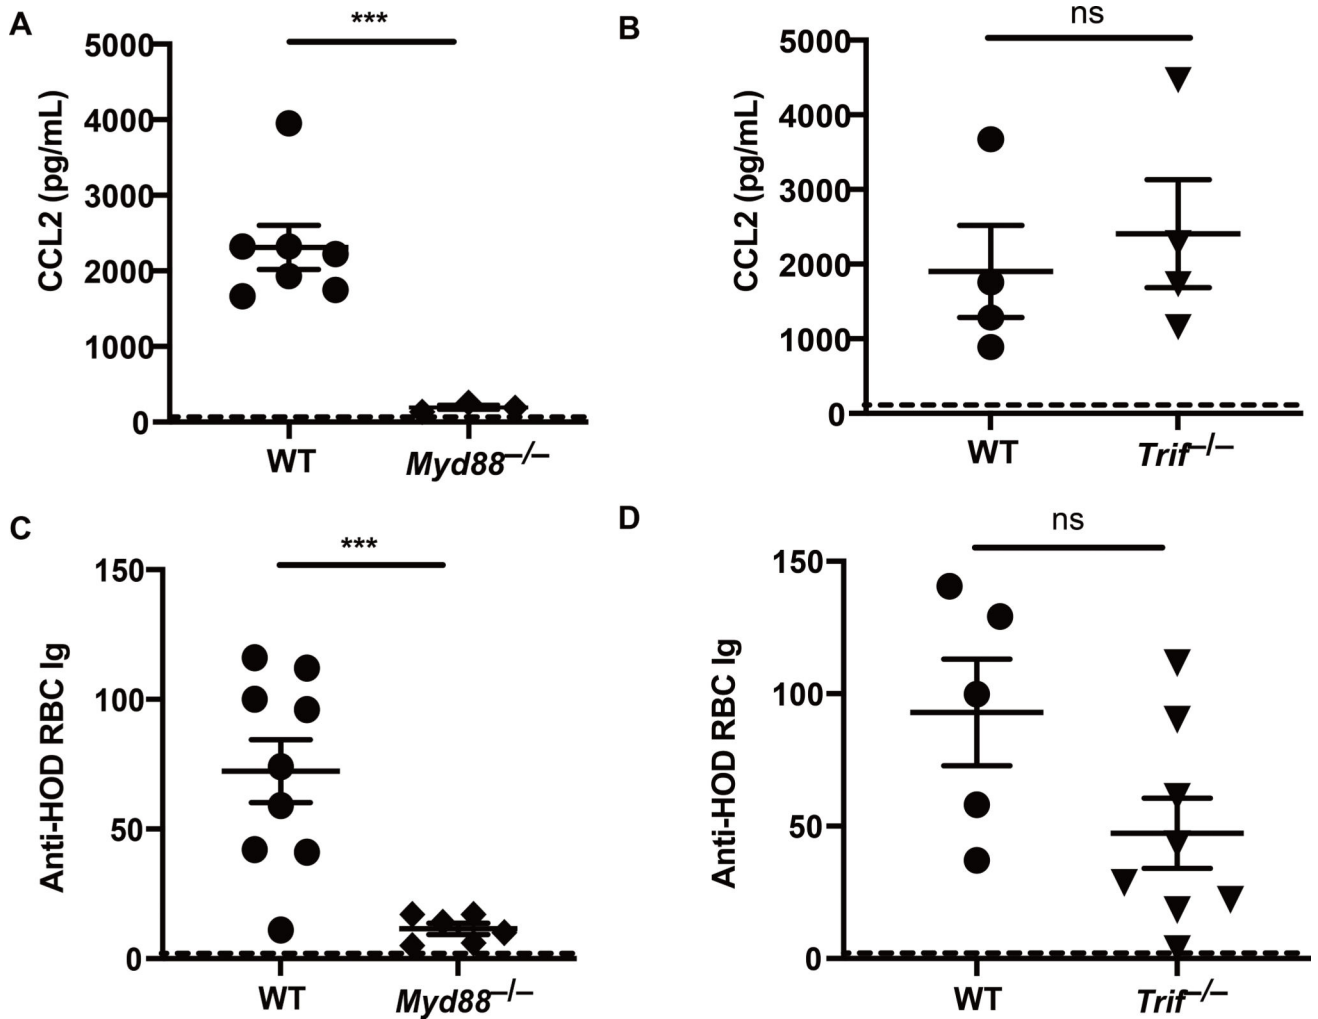 A
***
5000
4000
3000
2000
1000
0
CCL2 (pg/mL)
WT
Myd88–/–
B
ns
5000
4000
3000
2000
1000
0
CCL2 (pg/mL)
WT
Trif–/–
C
***
150
100
50
0
Anti-HOD RBC Ig
WT
Myd88–/–
D
ns
150
100
50
0
Anti-HOD RBC Ig
WT
Trif–/–